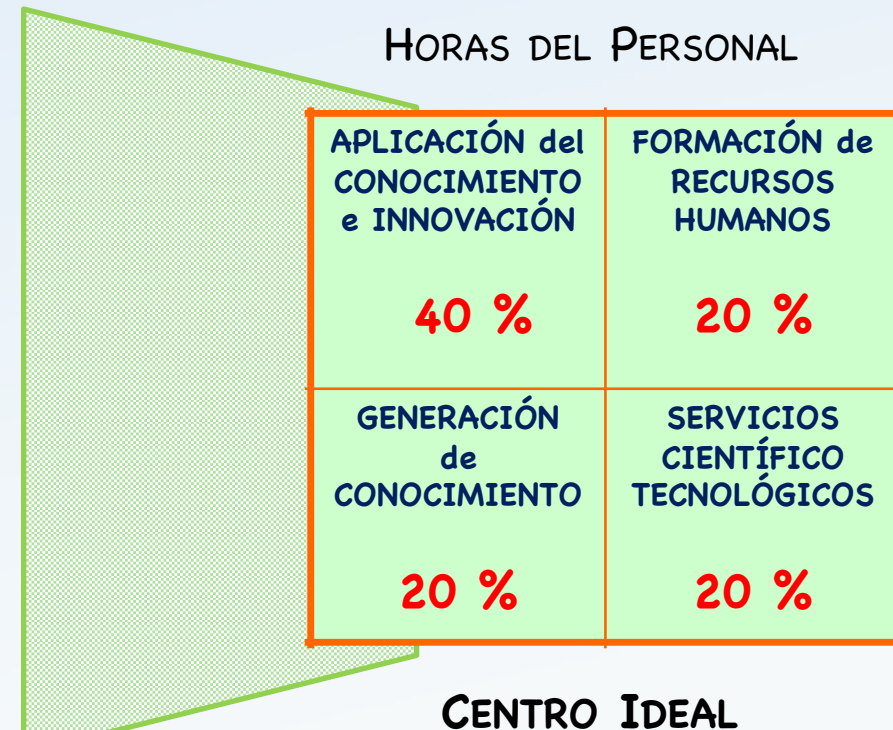 HORAS DEL PERSONAL
APLICACIÓN del
CONOCIMIENTO
e INNOVACIÓN
40 %
FORMACIÓN de
RECURSOS
HUMANOS
20 %
GENERACIÓN
de
CONOCIMIENTO
20 %
SERVICIOS
CIENTÍFICO
TECNOLÓGICOS
20 %
CENTRO IDEAL